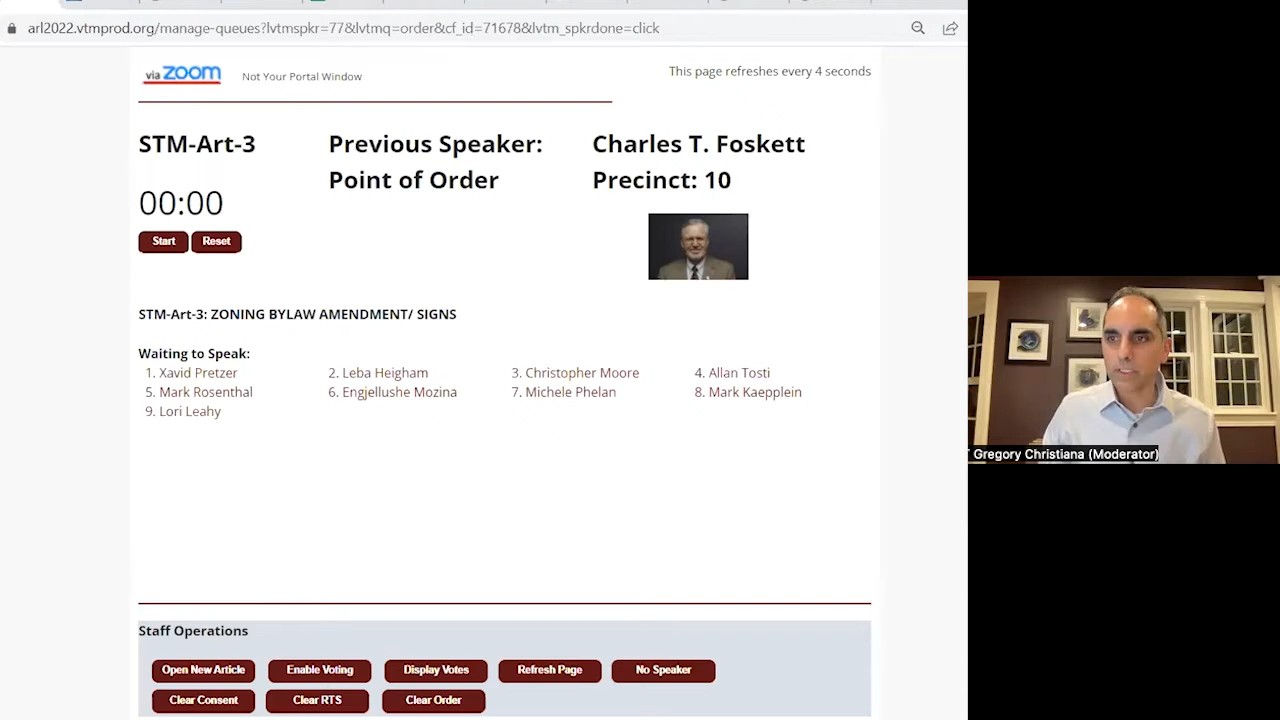 arl2022.vtmprod.org/manage-queues?lvtmspkr=77&lvtmq=order&cf_id=71678&lvtm_spkrdone=click
via zoom Not Your Portal Window This page refreshes every 4 seconds
STM-Art-3 Previous Speaker: Charles T. Foskett
Point of Order Precinct: 10
00:00
Start Reset
STM-Art-3: ZONING BYLAW AMENDMENT/ SIGNS
Waiting to Speak:
1. Xavid Pretzer 2. Leba Heigham 3. Christopher Moore 4. Allan Tosti
5. Mark Rosenthal 6. Engjellushe Mozina 7. Michele Phelan 8. Mark Kaepplein
9. Lori Leahy
Gregory Christiana (Moderator)
Staff Operations
Open New Article Enable Voting Display Votes Refresh Page No Speaker
Clear Consent Clear RTS Clear Order